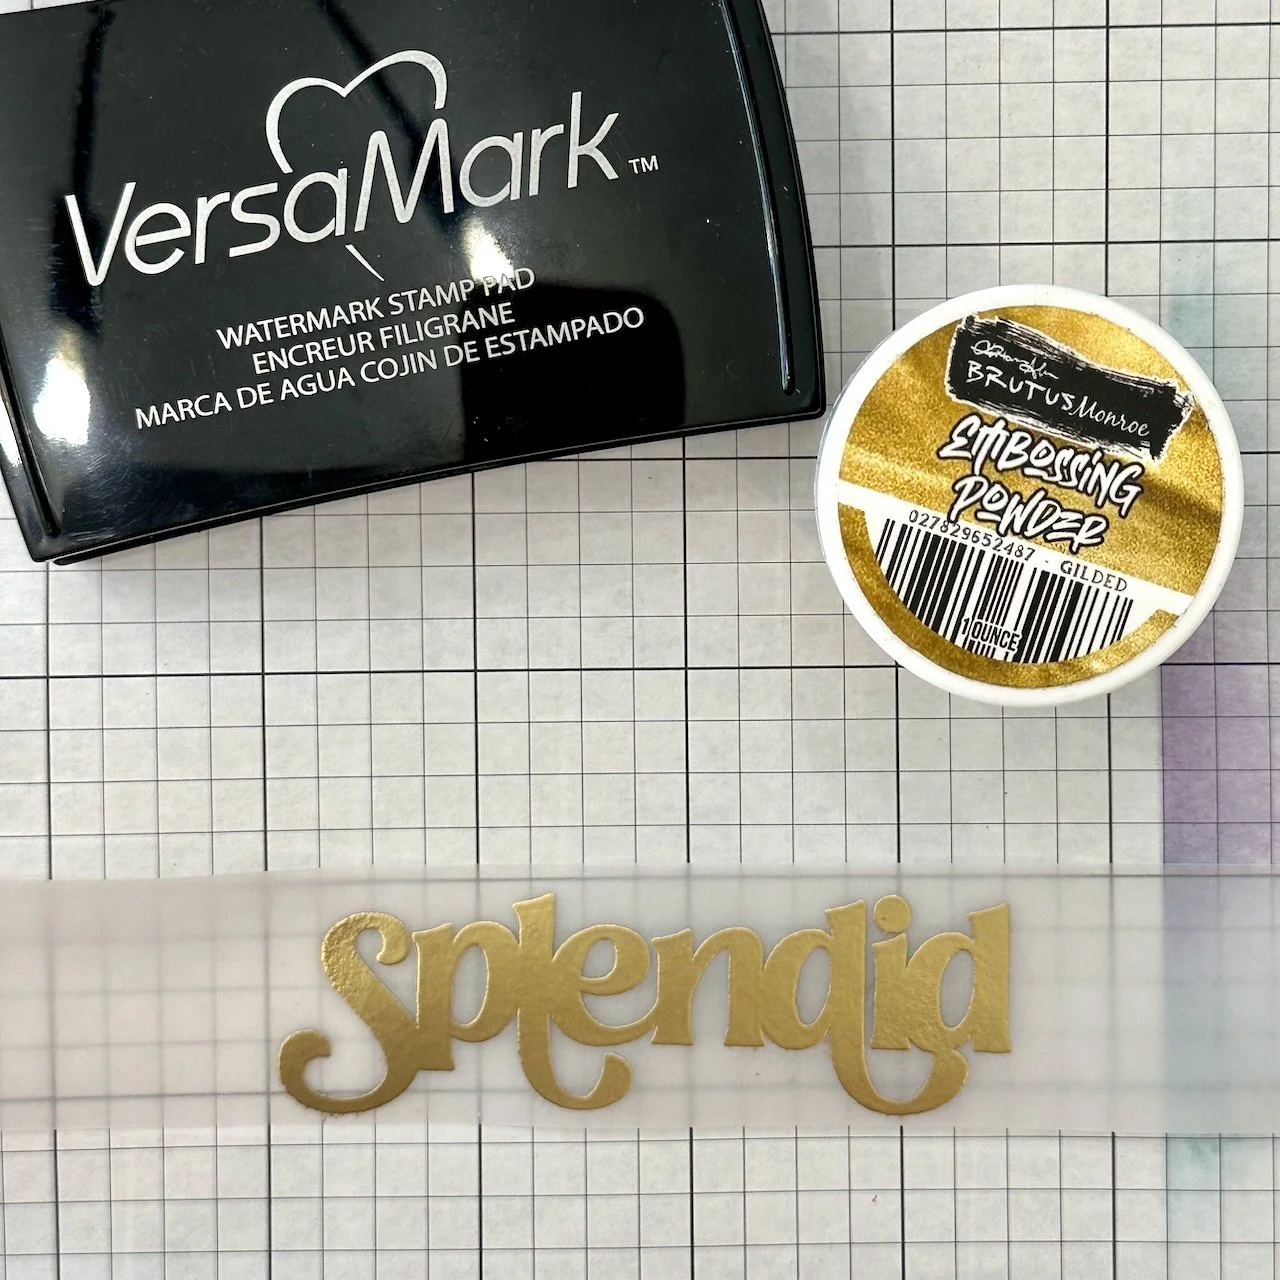 VersaMark™
WATERMARK STAMP PAD
ENCREUR FILIGRANE
MARCA DE AGUA COJIN DE ESTAMPADO
BRUTUS Monroe
EMBOSSING
POWDER
027829652487 - GILDED
1 OUNCE
splendid